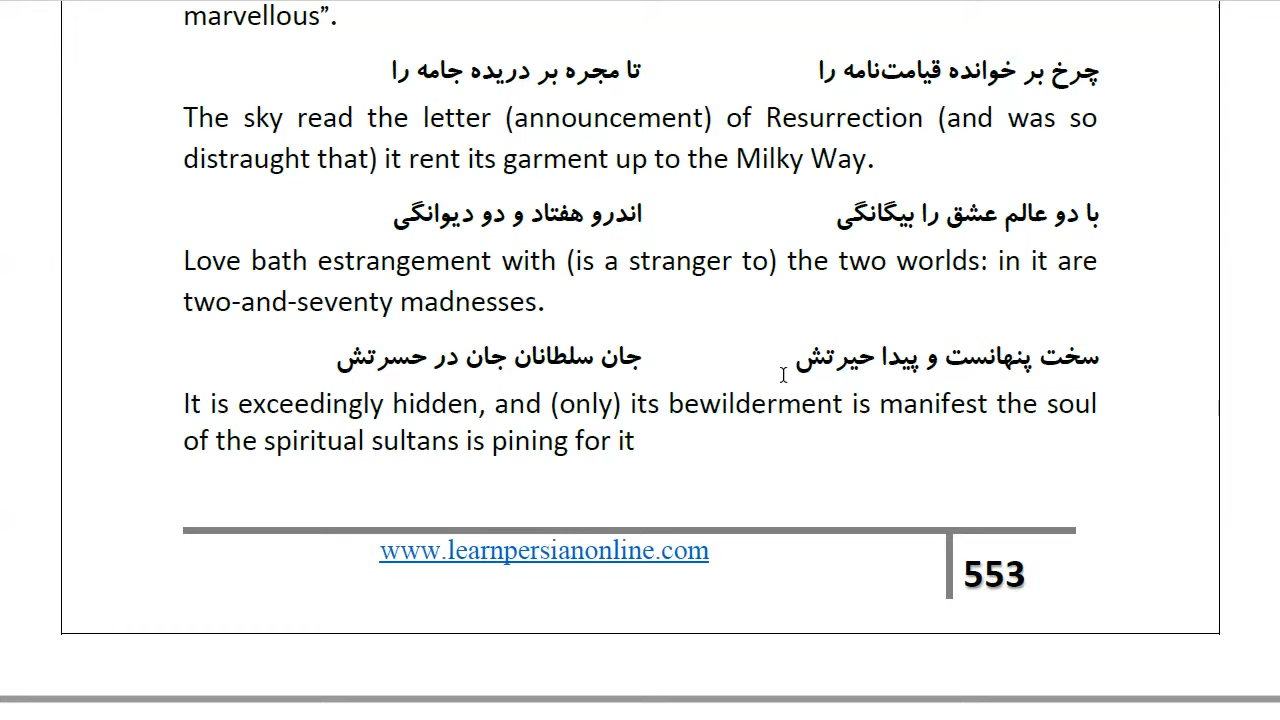 marvellous”.
چرخ بر خوانده قیامت‌نامه را تا مجره بر دریده جامه را
The sky read the letter (announcement) of Resurrection (and was so
distraught that) it rent its garment up to the Milky Way.
با دو عالم عشق را بیگانگی اندرو هفتاد و دو دیوانگی
Love bath estrangement with (is a stranger to) the two worlds: in it are
two-and-seventy madnesses.
سخت پنهانست و پیدا حیرتش جان سلطانان جان در حسرتش
It is exceedingly hidden, and (only) its bewilderment is manifest the soul
of the spiritual sultans is pining for it
www.learnpersianonline.com
553